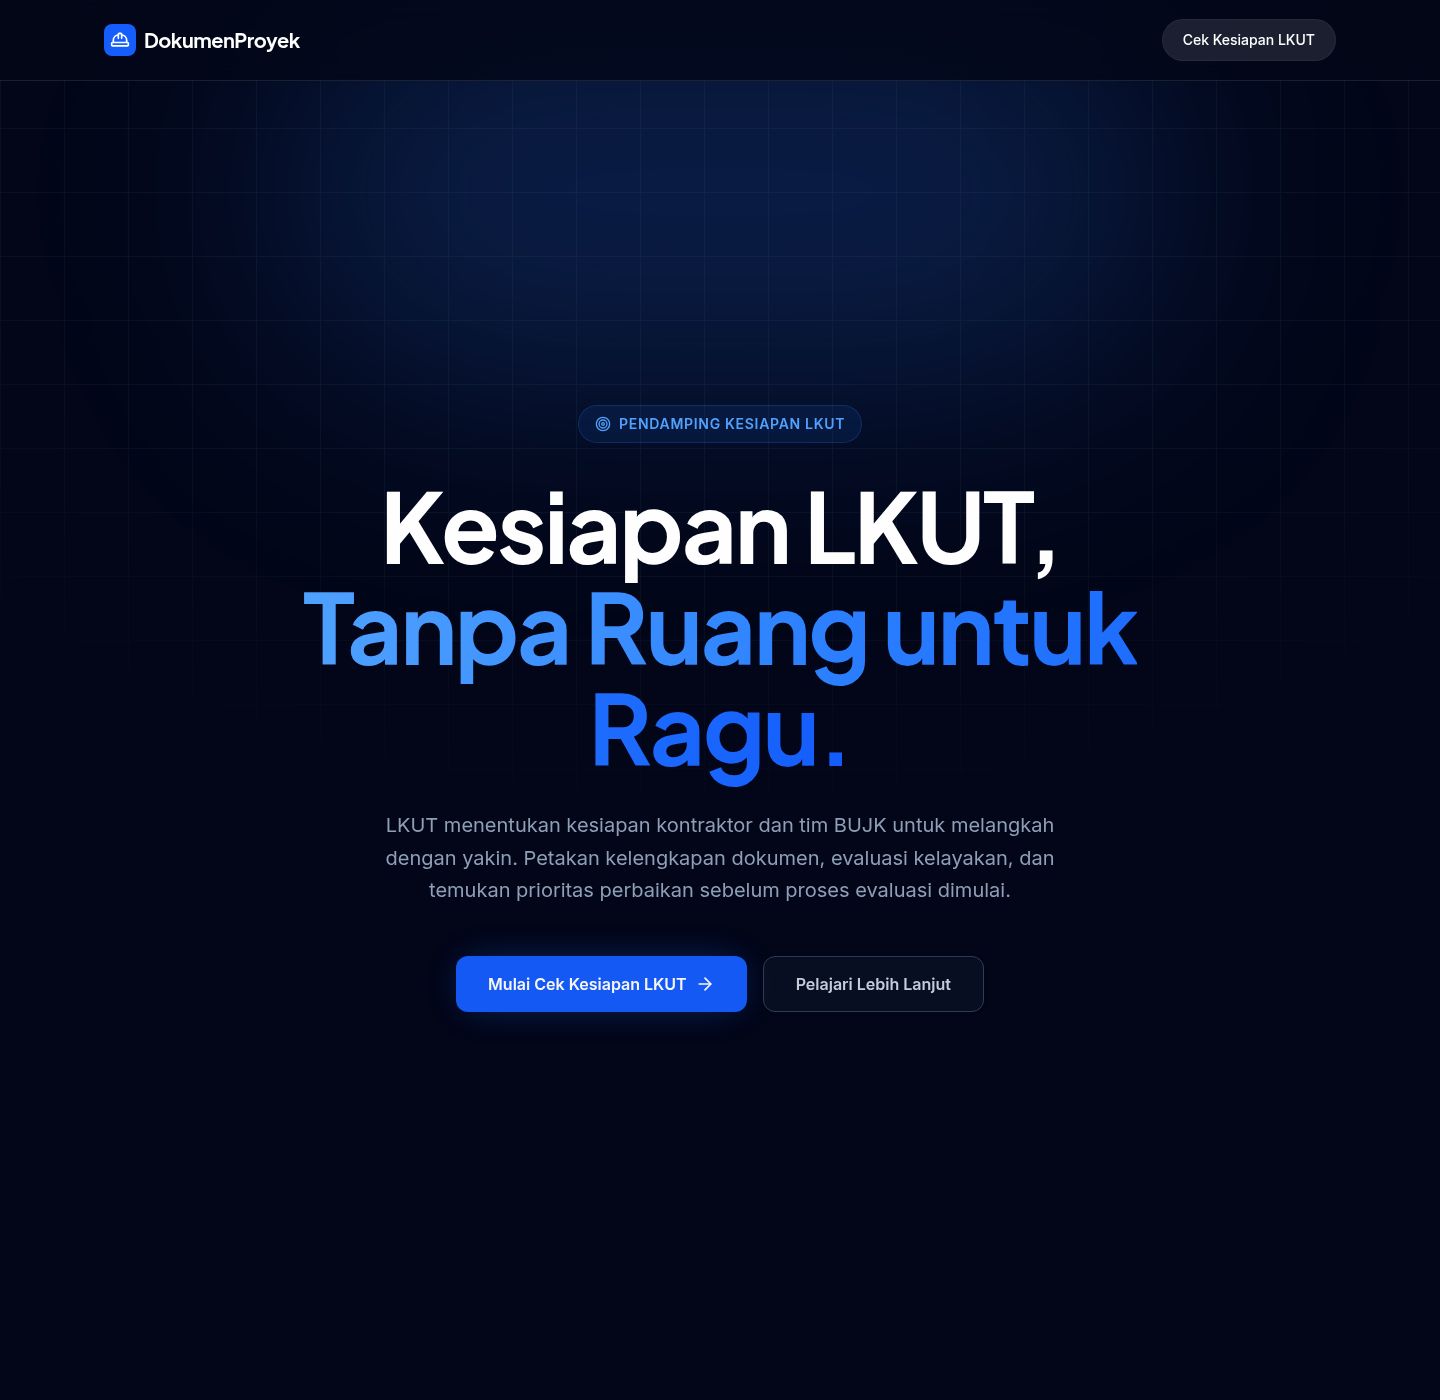 DokumenProyek
Cek Kesiapan LKUT
PENDAMPING KESIAPAN LKUT
Kesiapan LKUT,
Tanpa Ruang untuk
Ragu.
LKUT menentukan kesiapan kontraktor dan tim BUJK untuk melangkah
dengan yakin. Petakan kelengkapan dokumen, evaluasi kelayakan, dan
temukan prioritas perbaikan sebelum proses evaluasi dimulai.
Mulai Cek Kesiapan LKUT
Pelajari Lebih Lanjut